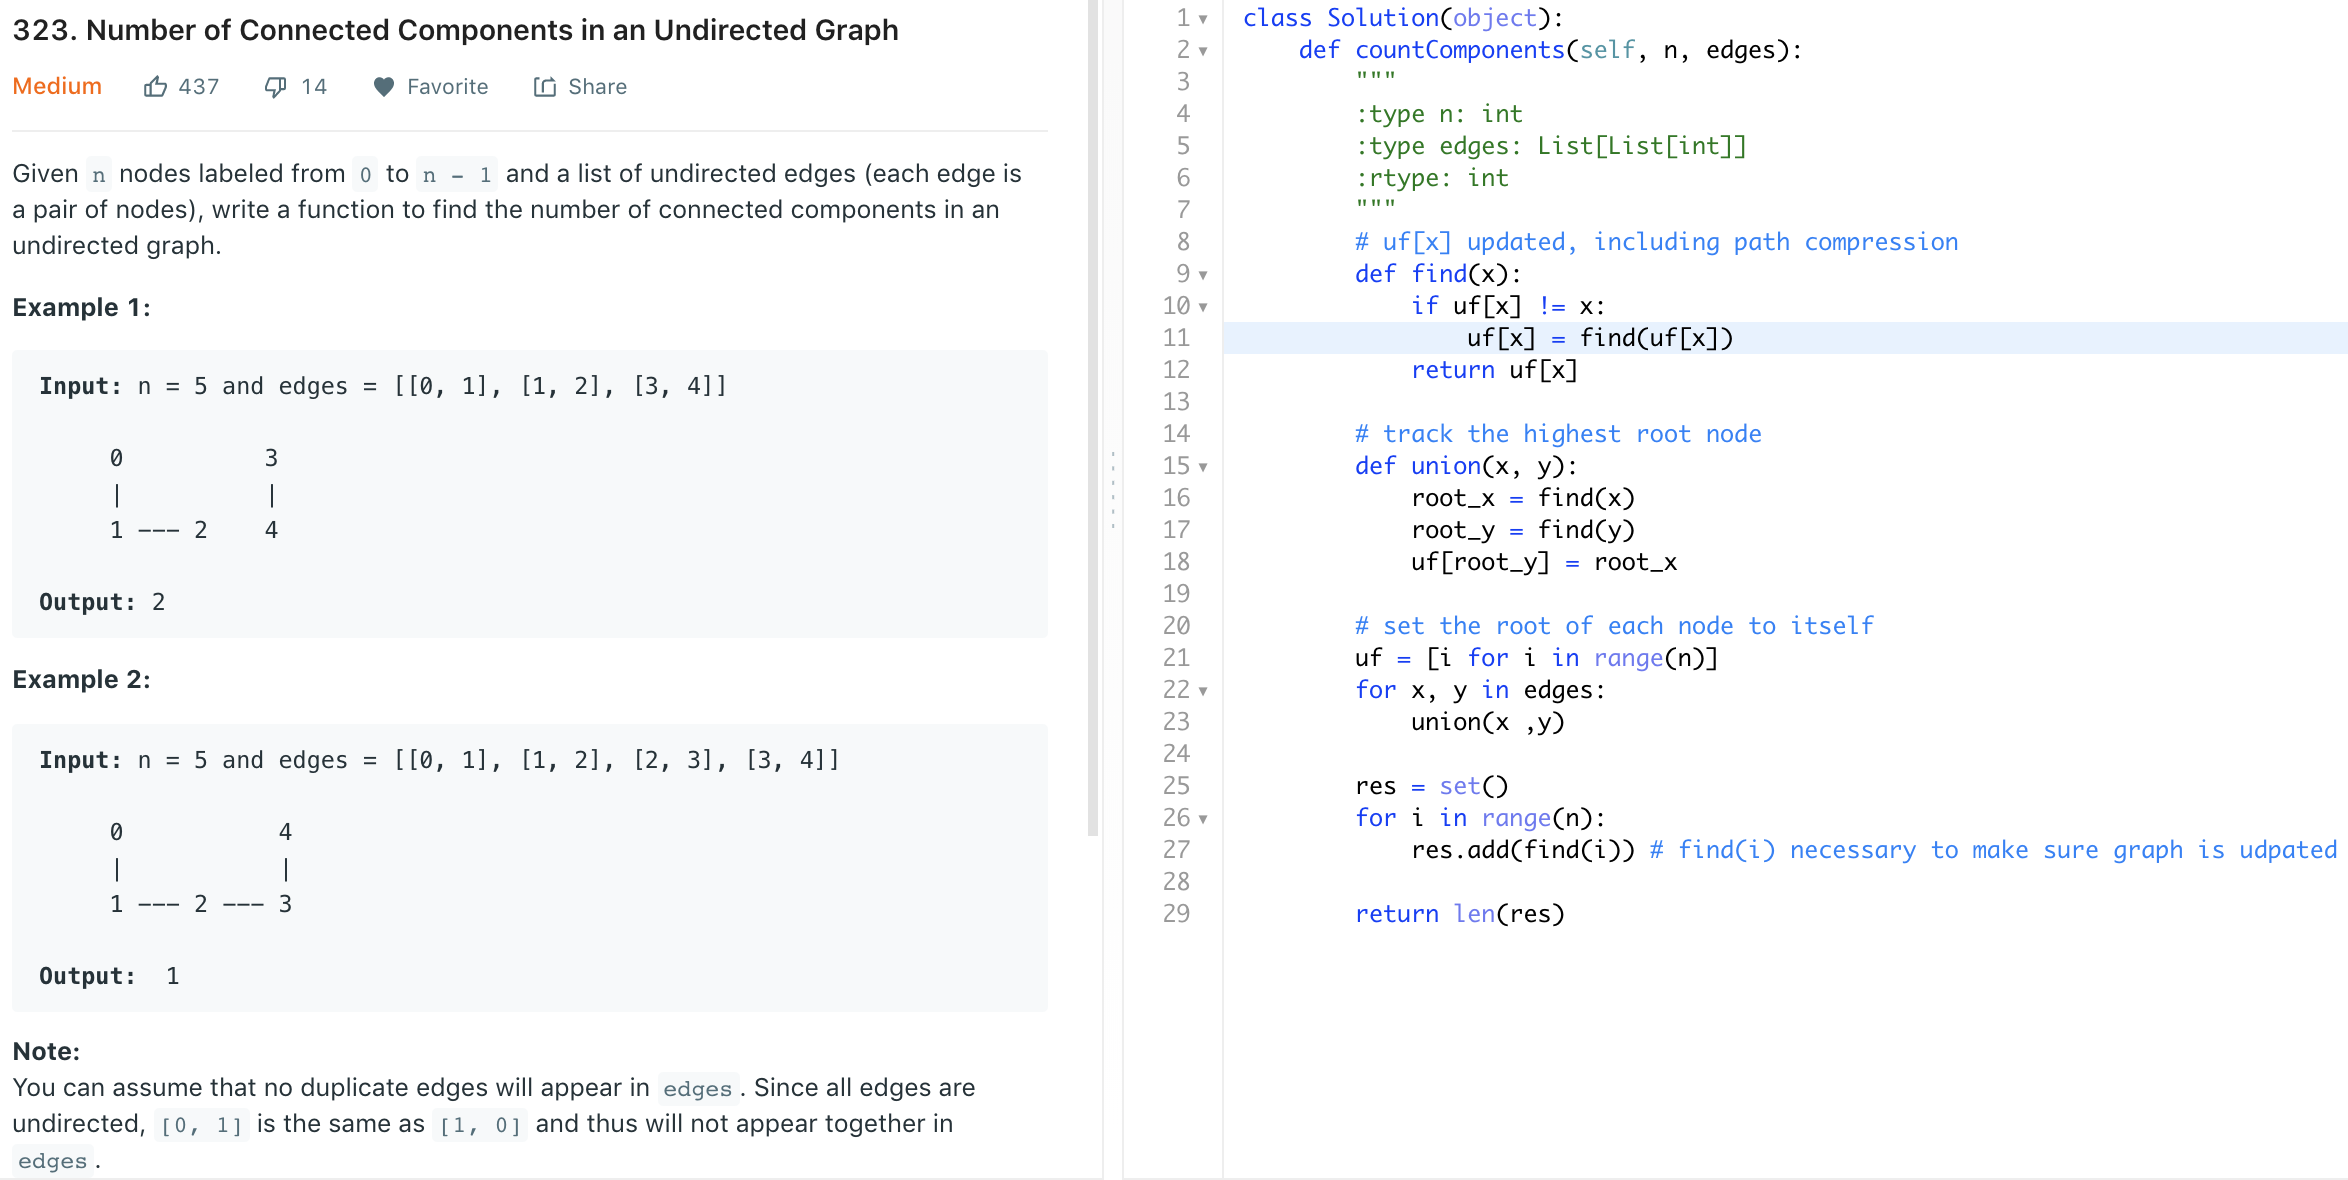 323. Number of Connected Components in an Undirected Graph
Medium 437 14 Favorite Share
Given n nodes labeled from 0 to n - 1 and a list of undirected edges (each edge is
a pair of nodes), write a function to find the number of connected components in an
undirected graph.
Example 1:
Input: n = 5 and edges = [[0, 1], [1, 2], [3, 4]]
0 3
| |
1 --- 2 4
Output: 2
Example 2:
Input: n = 5 and edges = [[0, 1], [1, 2], [2, 3], [3, 4]]
0 4
| |
1 --- 2 --- 3
Output: 1
Note:
You can assume that no duplicate edges will appear in edges. Since all edges are
undirected, [0, 1] is the same as [1, 0] and thus will not appear together in
edges.
1 class Solution(object):
2 def countComponents(self, n, edges):
3 """
4 :type n: int
5 :type edges: List[List[int]]
6 :rtype: int
7 """
8 # uf[x] updated, including path compression
9 def find(x):
10 if uf[x] != x:
11 uf[x] = find(uf[x])
12 return uf[x]
13
14 # track the highest root node
15 def union(x, y):
16 root_x = find(x)
17 root_y = find(y)
18 uf[root_y] = root_x
19
20 # set the root of each node to itself
21 uf = [i for i in range(n)]
22 for x, y in edges:
23 union(x ,y)
24
25 res = set()
26 for i in range(n):
27 res.add(find(i)) # find(i) necessary to make sure graph is udpated
28
29 return len(res)